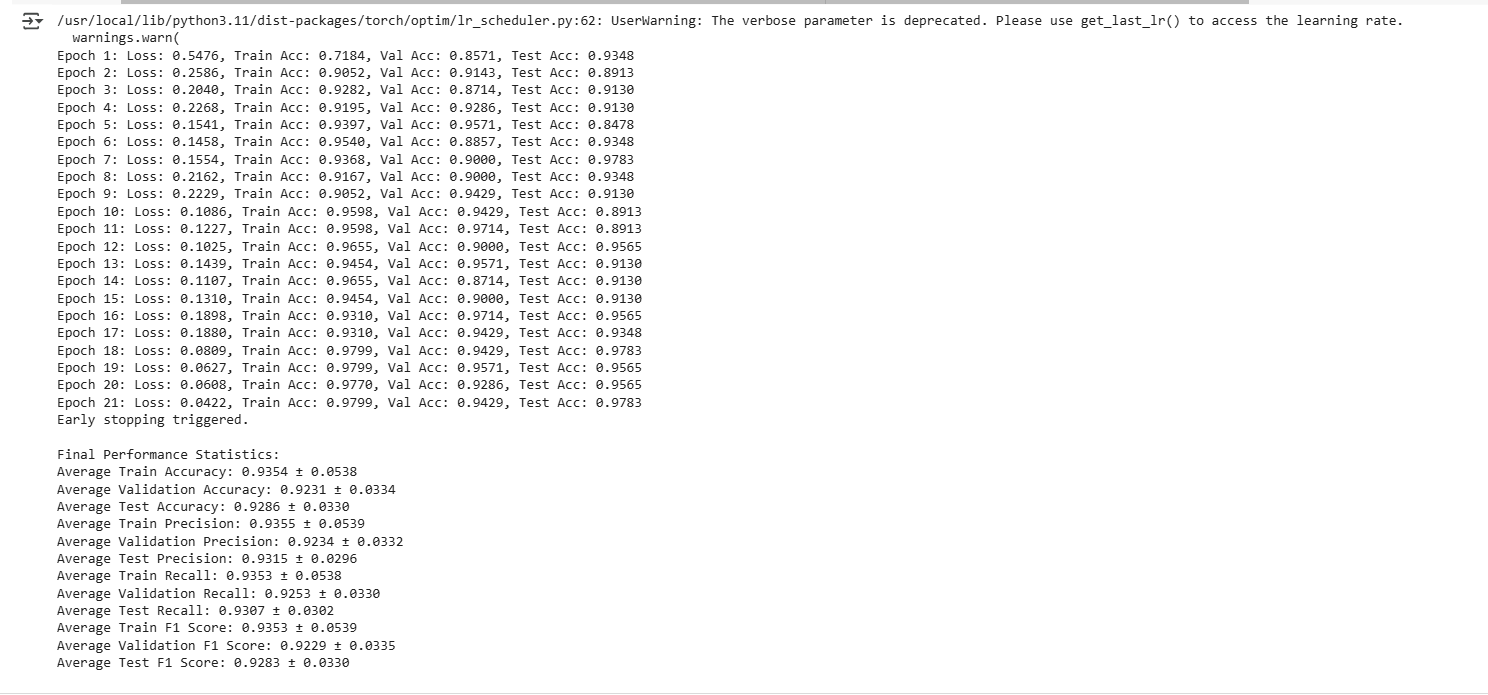 /usr/local/lib/python3.11/dist-packages/torch/optim/lr_scheduler.py:62: UserWarning: The verbose parameter is deprecated. Please use get_last_lr() to access the learning rate.
  warnings.warn(
Epoch 1: Loss: 0.5476, Train Acc: 0.7184, Val Acc: 0.8571, Test Acc: 0.9348
Epoch 2: Loss: 0.2586, Train Acc: 0.9052, Val Acc: 0.9143, Test Acc: 0.8913
Epoch 3: Loss: 0.2040, Train Acc: 0.9282, Val Acc: 0.8714, Test Acc: 0.9130
Epoch 4: Loss: 0.2268, Train Acc: 0.9195, Val Acc: 0.9286, Test Acc: 0.9130
Epoch 5: Loss: 0.1541, Train Acc: 0.9397, Val Acc: 0.9571, Test Acc: 0.8478
Epoch 6: Loss: 0.1458, Train Acc: 0.9540, Val Acc: 0.8857, Test Acc: 0.9348
Epoch 7: Loss: 0.1554, Train Acc: 0.9368, Val Acc: 0.9000, Test Acc: 0.9783
Epoch 8: Loss: 0.2162, Train Acc: 0.9167, Val Acc: 0.9000, Test Acc: 0.9348
Epoch 9: Loss: 0.2229, Train Acc: 0.9052, Val Acc: 0.9429, Test Acc: 0.9130
Epoch 10: Loss: 0.1086, Train Acc: 0.9598, Val Acc: 0.9429, Test Acc: 0.8913
Epoch 11: Loss: 0.1227, Train Acc: 0.9598, Val Acc: 0.9714, Test Acc: 0.8913
Epoch 12: Loss: 0.1025, Train Acc: 0.9655, Val Acc: 0.9000, Test Acc: 0.9565
Epoch 13: Loss: 0.1439, Train Acc: 0.9454, Val Acc: 0.9571, Test Acc: 0.9130
Epoch 14: Loss: 0.1107, Train Acc: 0.9655, Val Acc: 0.8714, Test Acc: 0.9130
Epoch 15: Loss: 0.1310, Train Acc: 0.9454, Val Acc: 0.9000, Test Acc: 0.9130
Epoch 16: Loss: 0.1898, Train Acc: 0.9310, Val Acc: 0.9714, Test Acc: 0.9565
Epoch 17: Loss: 0.1880, Train Acc: 0.9310, Val Acc: 0.9429, Test Acc: 0.9348
Epoch 18: Loss: 0.0809, Train Acc: 0.9799, Val Acc: 0.9429, Test Acc: 0.9783
Epoch 19: Loss: 0.0627, Train Acc: 0.9799, Val Acc: 0.9571, Test Acc: 0.9565
Epoch 20: Loss: 0.0608, Train Acc: 0.9770, Val Acc: 0.9286, Test Acc: 0.9565
Epoch 21: Loss: 0.0422, Train Acc: 0.9799, Val Acc: 0.9429, Test Acc: 0.9783
Early stopping triggered.

Final Performance Statistics:
Average Train Accuracy: 0.9354 ± 0.0538
Average Validation Accuracy: 0.9231 ± 0.0334
Average Test Accuracy: 0.9286 ± 0.0330
Average Train Precision: 0.9355 ± 0.0539
Average Validation Precision: 0.9234 ± 0.0332
Average Test Precision: 0.9315 ± 0.0296
Average Train Recall: 0.9353 ± 0.0538
Average Validation Recall: 0.9253 ± 0.0330
Average Test Recall: 0.9307 ± 0.0302
Average Train F1 Score: 0.9353 ± 0.0539
Average Validation F1 Score: 0.9229 ± 0.0335
Average Test F1 Score: 0.9283 ± 0.0330